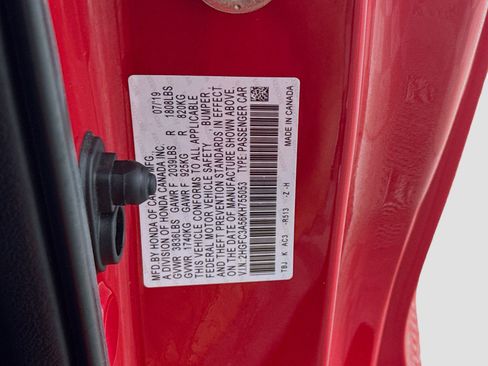 MFD. BY HONDA OF CANADA MFG.
A DIVISION OF HONDA CANADA INC. 07/19
GVWR 3836LBS GAWR F 2039LBS R 1808LBS
GVWR 1740KG GAWR F 925KG R 820KG
THIS VEHICLE CONFORMS TO ALL APPLICABLE
FEDERAL MOTOR VEHICLE SAFETY BUMPER,
AND THEFT PREVENTION STANDARDS IN EFFECT
ON THE DATE OF MANUFACTURE SHOWN ABOVE.
V.I.N.: 2HGFC3A56KH755053 TYPE PASSENGER CAR
TBJ K AC3 -R513 -Z-H MADE IN CANADA